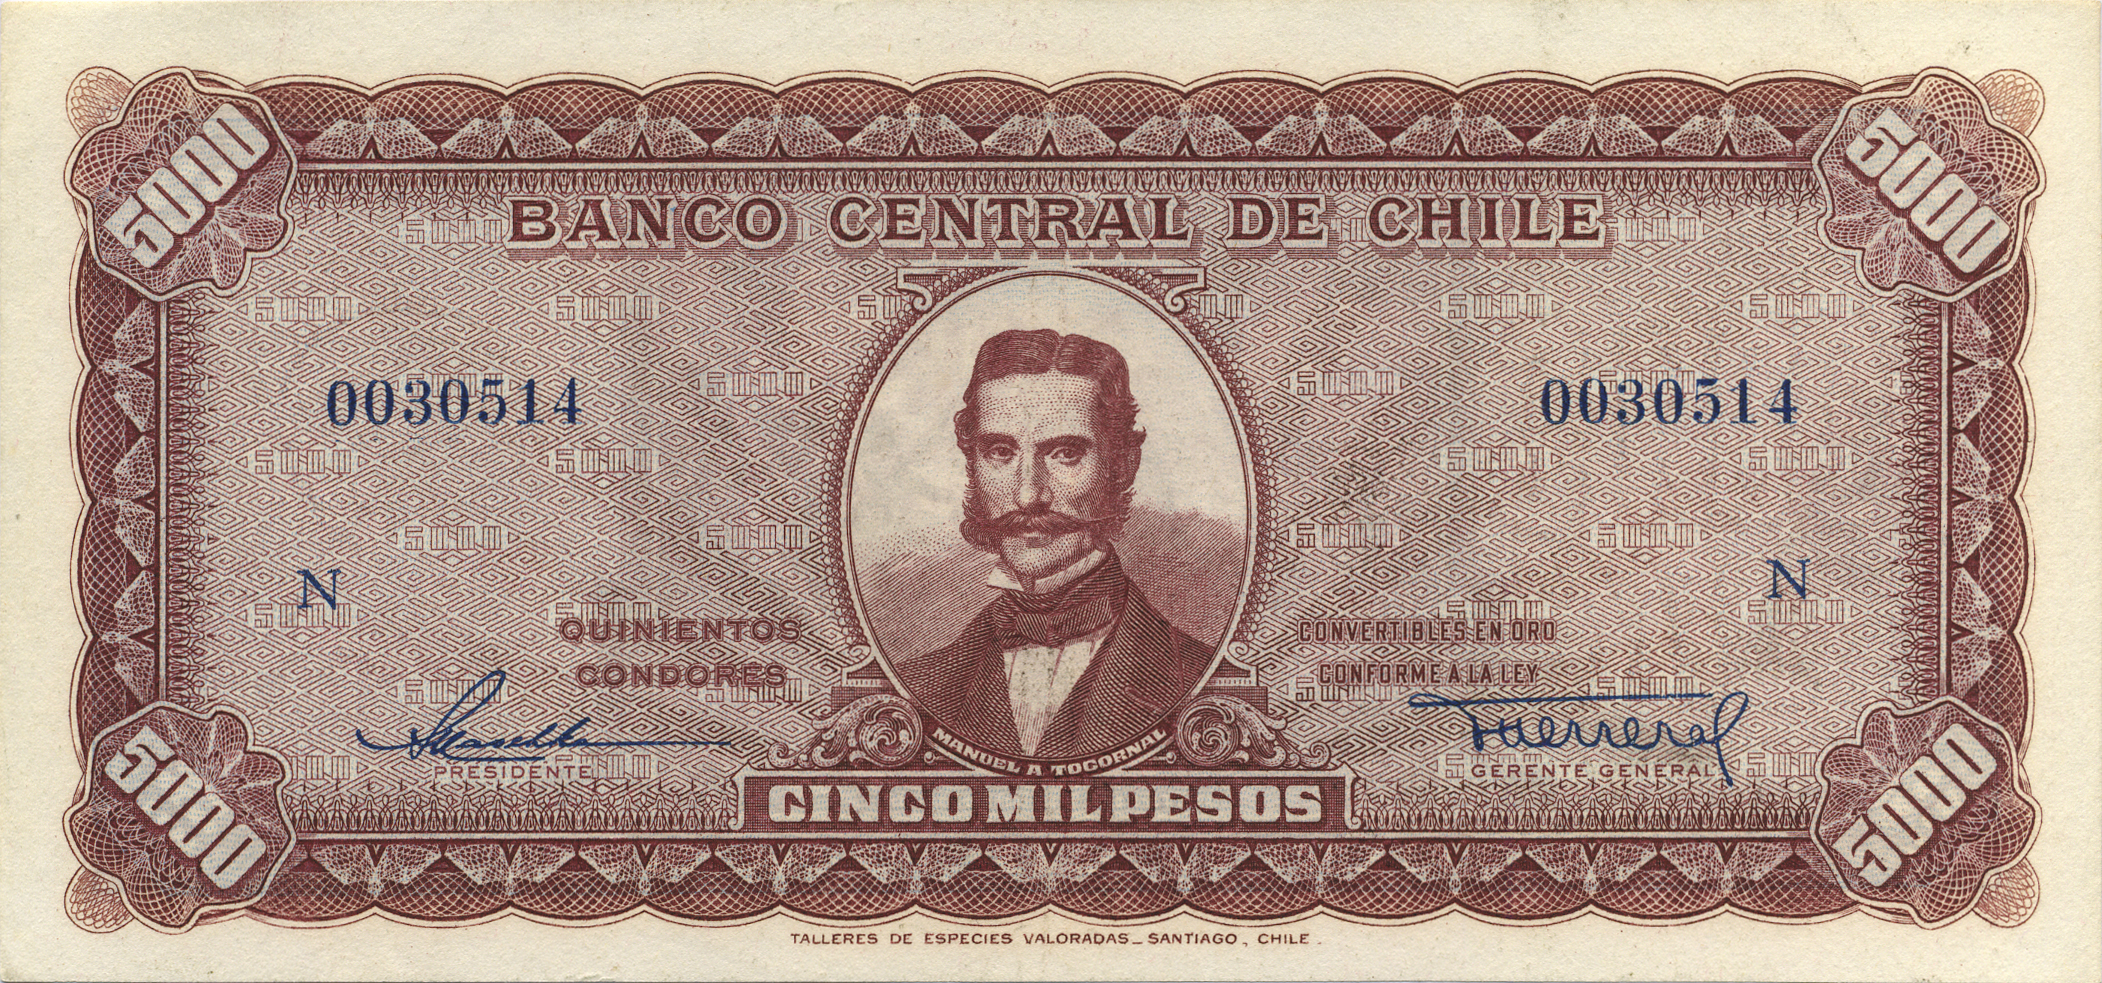 5000 5000
BANCO CENTRAL DE CHILE
0030514 0030514
N N
QUINIENTOS CONVERTIBLES EN ORO
CONDORES CONFORME A LA LEY
PRESIDENTE MANUEL A TOCORNAL GERENTE GENERAL
CINCO MIL PESOS
5000 5000
TALLERES DE ESPECIES VALORADAS_SANTIAGO, CHILE.